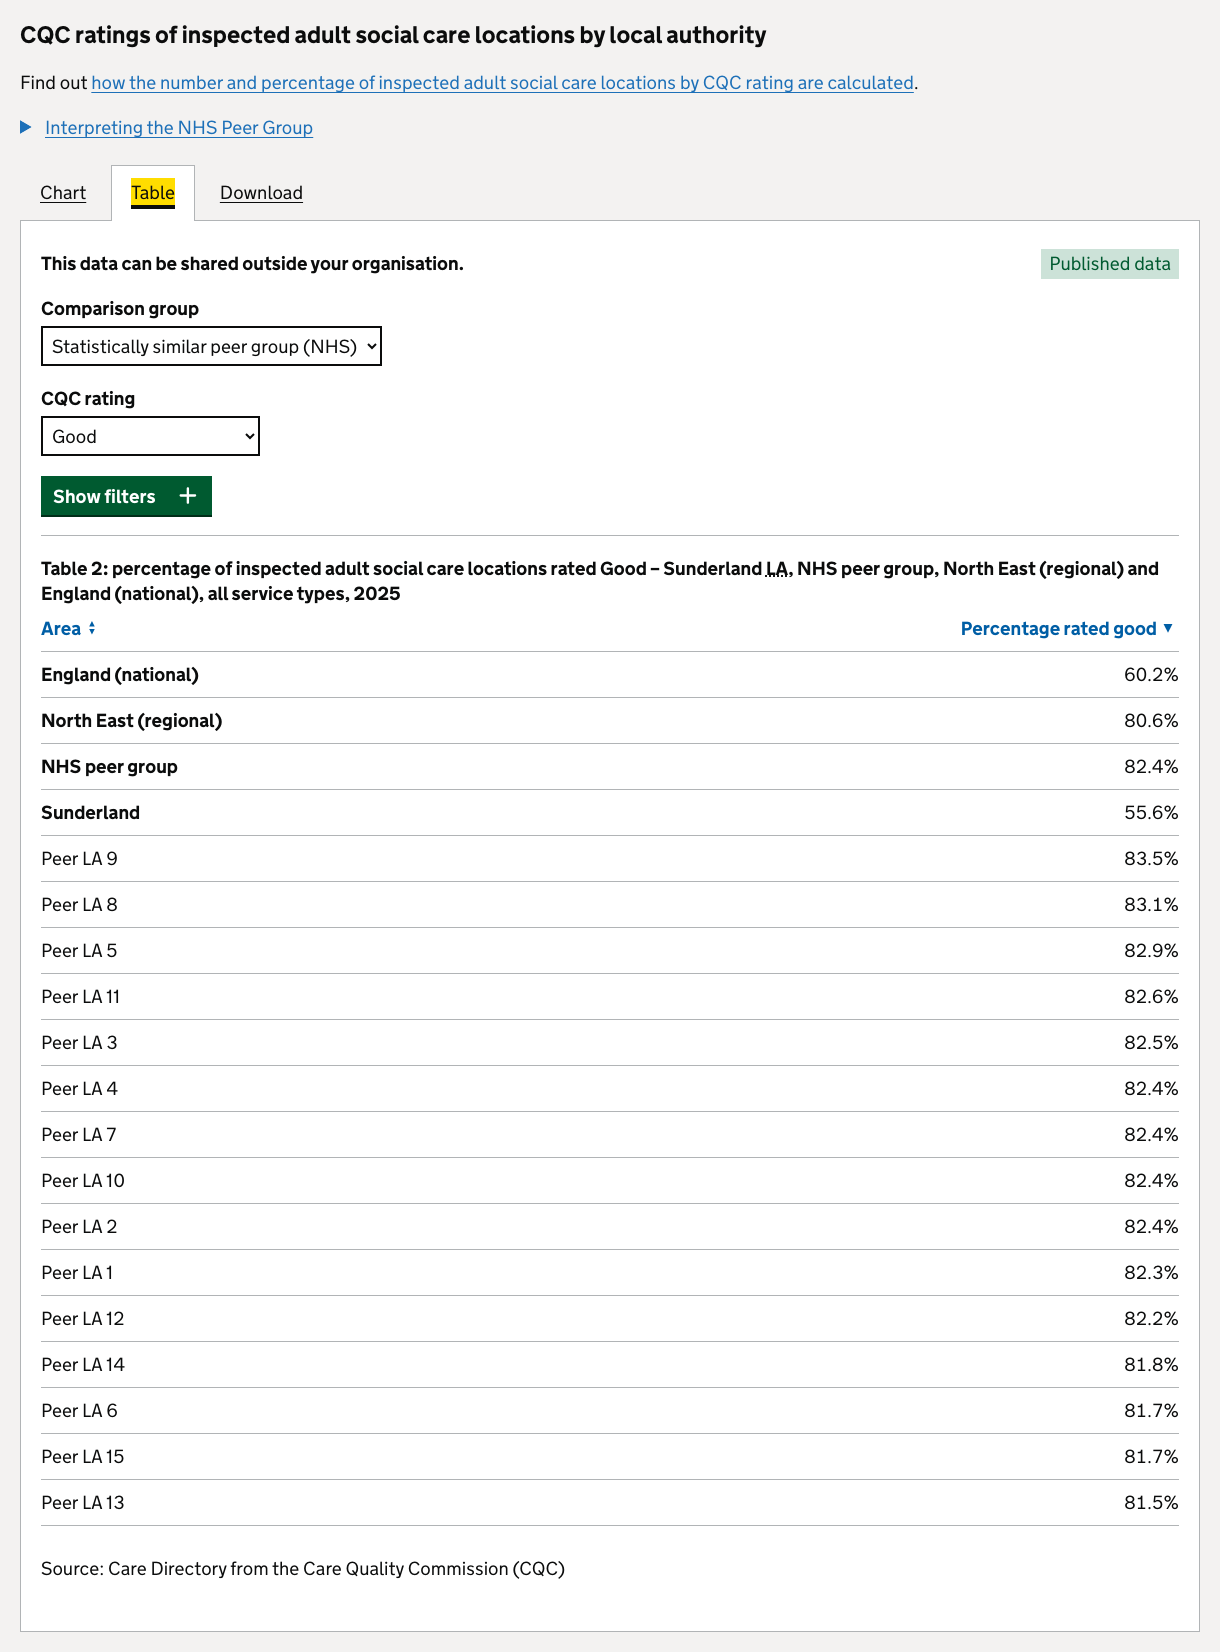 CQC ratings of inspected adult social care locations by local authority
Find out how the number and percentage of inspected adult social care locations by CQC rating are calculated.
Interpreting the NHS Peer Group
Chart
Table
Download
This data can be shared outside your organisation.
Published data
Comparison group
Statistically similar peer group (NHS)
CQC rating
Good
Show filters
Table 2: percentage of inspected adult social care locations rated Good – Sunderland LA, NHS peer group, North East (regional) and
England (national), all service types, 2025
Area Percentage rated good
England (national) 60.2%
North East (regional) 80.6%
NHS peer group 82.4%
Sunderland 55.6%
Peer LA 9 83.5%
Peer LA 8 83.1%
Peer LA 5 82.9%
Peer LA 11 82.6%
Peer LA 3 82.5%
Peer LA 4 82.4%
Peer LA 7 82.4%
Peer LA 10 82.4%
Peer LA 2 82.4%
Peer LA 1 82.3%
Peer LA 12 82.2%
Peer LA 14 81.8%
Peer LA 6 81.7%
Peer LA 15 81.7%
Peer LA 13 81.5%
Source: Care Directory from the Care Quality Commission (CQC)